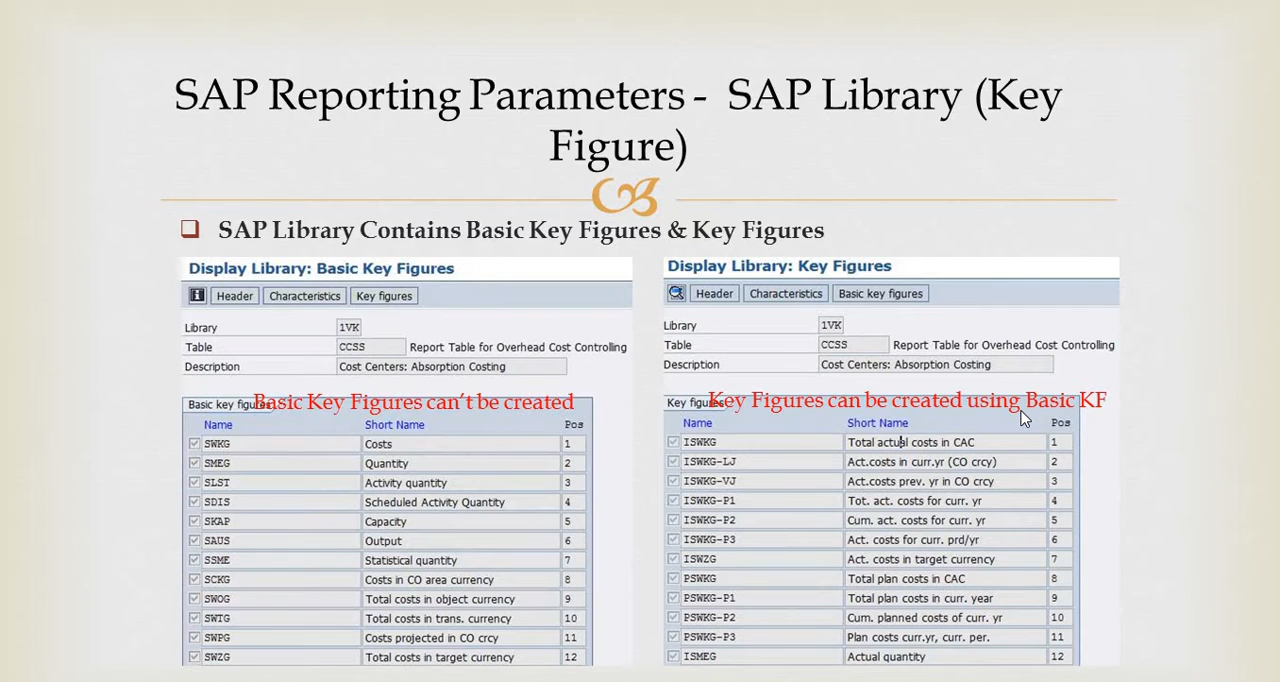 SAP Reporting Parameters - SAP Library (Key
Figure)
SAP Library Contains Basic Key Figures & Key Figures
Display Library: Basic Key Figures
Header Characteristics Key figures
Library 1VK
Table CCSS Report Table for Overhead Cost Controlling
Description Cost Centers: Absorption Costing
Basic Key Figures can't be created
Basic key figures
Name Short Name Pos
SWKG Costs 1
SMEG Quantity 2
SLST Activity quantity 3
SDIS Scheduled Activity Quantity 4
SKAP Capacity 5
SAUS Output 6
SSME Statistical quantity 7
SCKG Costs in CO area currency 8
SWOG Total costs in object currency 9
SWTG Total costs in trans. currency 10
SWPG Costs projected in CO crcy 11
SWZG Total costs in target currency 12
Display Library: Key Figures
Header Characteristics Basic key figures
Library 1VK
Table CCSS Report Table for Overhead Cost Controlling
Description Cost Centers: Absorption Costing
Key Figures can be created using Basic KF
Key figures
Name Short Name Pos
ISWKG Total actual costs in CAC 1
ISWKG-LJ Act.costs in curr.yr (CO crcy) 2
ISWKG-VJ Act.costs prev. yr in CO crcy 3
ISWKG-P1 Tot. act. costs for curr. yr 4
ISWKG-P2 Cum. act. costs for curr. yr 5
ISWKG-P3 Act. costs for curr. prd/yr 6
ISWZG Act. costs in target currency 7
PSWKG Total plan costs in CAC 8
PSWKG-P1 Total plan costs in curr. year 9
PSWKG-P2 Cum. planned costs of curr. yr 10
PSWKG-P3 Plan costs curr.yr, curr. per. 11
ISMEG Actual quantity 12